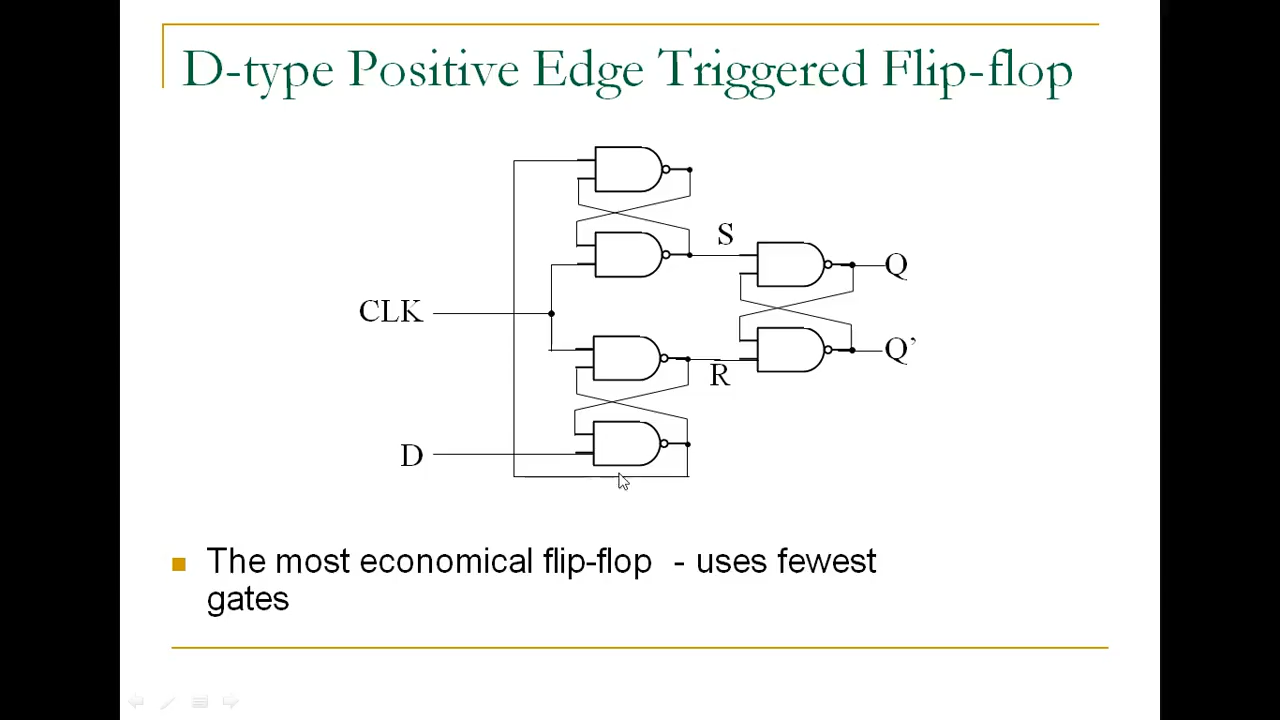 D-type Positive Edge Triggered Flip-flop
S
Q
CLK
Q’
R
D
The most economical flip-flop - uses fewest
gates